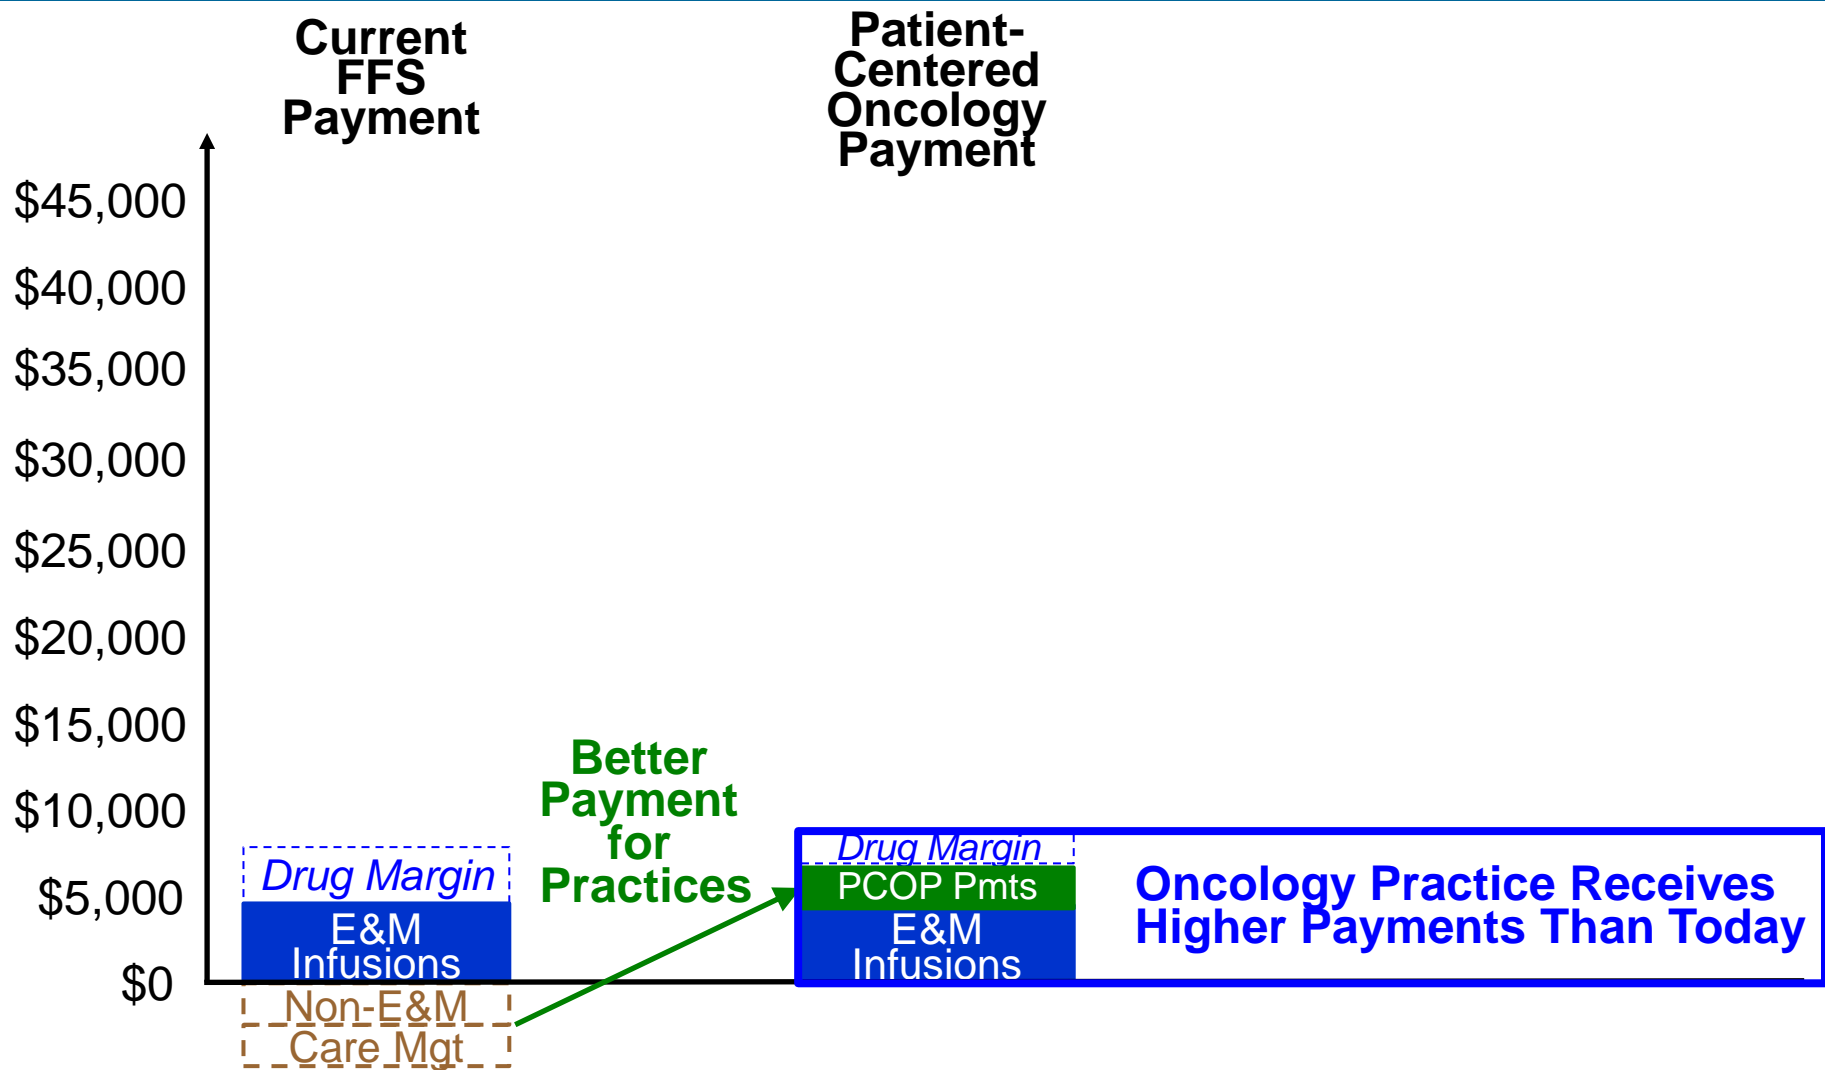 Current
FFS
Payment
Patient-
Centered
Oncology
Payment
$45,000
$40,000
$35,000
$30,000
$25,000
$20,000
$15,000
$10,000
$5,000
$0
Drug Margin
E&M
Infusions
Non-E&M
Care Mgt
Better
Payment
for
Practices
Drug Margin
PCOP Pmts
E&M
Infusions
Oncology Practice Receives
Higher Payments Than Today